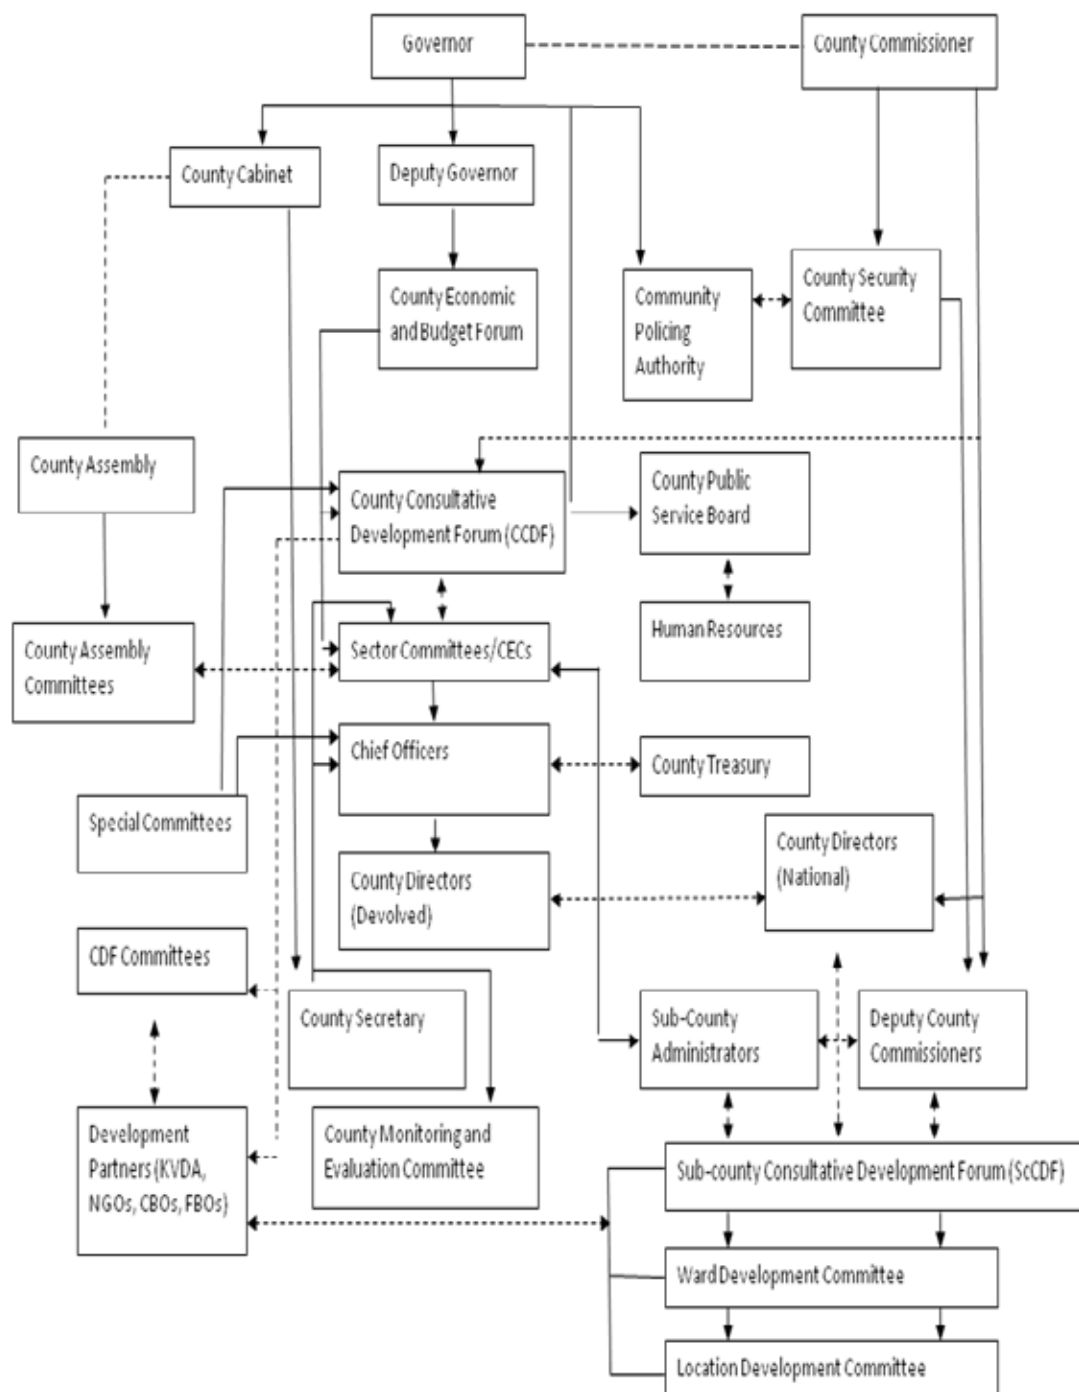 Governor
County Commissioner
County Cabinet
Deputy Governor
County Economic
and Budget Forum
Community
Policing
Authority
County Security
Committee
County Assembly
County Consultative
Development Forum (CCDF)
County Public
Service Board
County Assembly
Committees
Sector Committees/CECs
Human Resources
Chief Officers
County Treasury
Special Committees
County Directors
(Devolved)
County Directors
(National)
CDF Committees
County Secretary
Sub-County
Administrators
Deputy County
Commissioners
Development
Partners (KVDA,
NGOs, CBOs, FBOs)
County Monitoring and
Evaluation Committee
Sub-county Consultative Development Forum (ScCDF)
Ward Development Committee
Location Development Committee